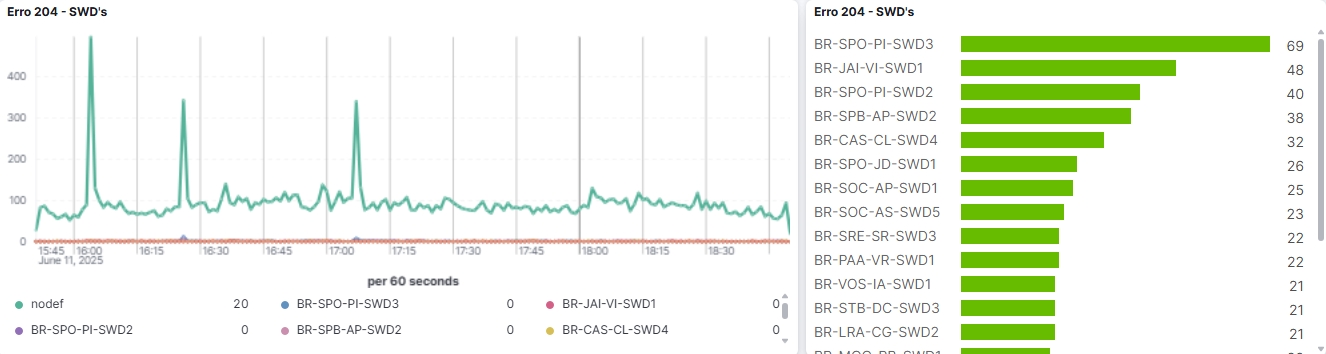 Erro 204 - SWD's
400
300
200
100
0
15:45 16:00 16:15 16:30 16:45 17:00 17:15 17:30 17:45 18:00 18:15 18:30
June 11, 2025
per 60 seconds
nodef 20 BR-SPO-PI-SWD3 0 BR-JAI-VI-SWD1 0
BR-SPO-PI-SWD2 0 BR-SPB-AP-SWD2 0 BR-CAS-CL-SWD4 0
Erro 204 - SWD's
BR-SPO-PI-SWD3 69
BR-JAI-VI-SWD1 48
BR-SPO-PI-SWD2 40
BR-SPB-AP-SWD2 38
BR-CAS-CL-SWD4 32
BR-SPO-JD-SWD1 26
BR-SOC-AP-SWD1 25
BR-SOC-AS-SWD5 23
BR-SRE-SR-SWD3 22
BR-PAA-VR-SWD1 22
BR-VOS-IA-SWD1 21
BR-STB-DC-SWD3 21
BR-LRA-CG-SWD2 21